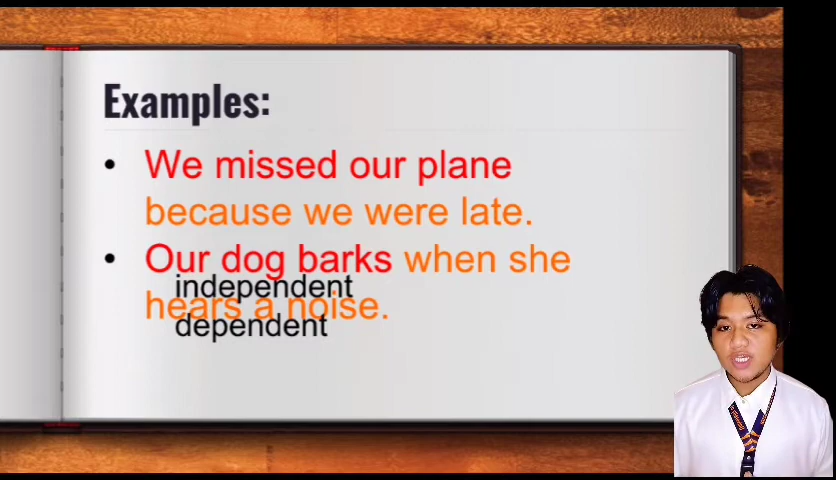 Examples:
• We missed our plane
because we were late.
• Our dog barks when she
independent
hears a noise.
dependent